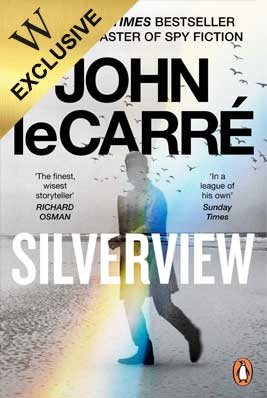 W
EXCLUSIVE
TIMES BESTSELLER
ASTER OF SPY FICTION
JOHN
leCARRÉ
'The finest,
wisest
storyteller'
RICHARD
OSMAN
'In a
league of
his own'
Sunday
Times
SILVERVIEW